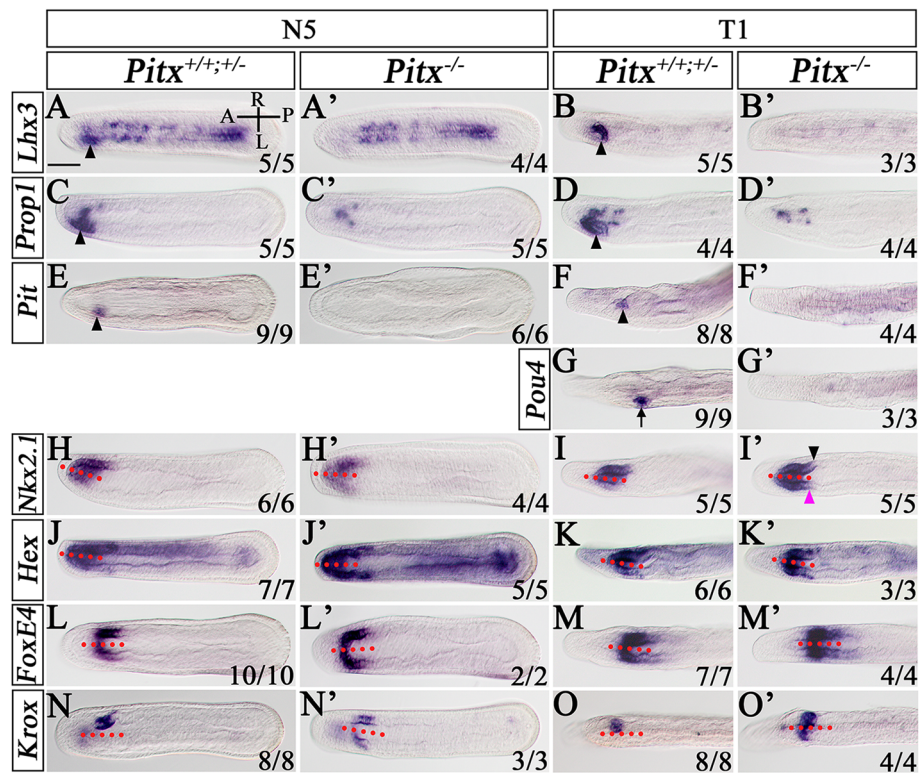 N5 T1
Pitx+/+;+/- Pitx-/- Pitx+/+;+/- Pitx-/-
Lhx3 A R A P L 5/5 A' 4/4 B 5/5 B' 3/3
Prop1 C 5/5 C' 5/5 D 4/4 D' 4/4
Pit E 9/9 E' 6/6 F 8/8 F' 4/4
Pou4 G 9/9 G' 3/3
Nkx2.1 H 6/6 H' 4/4 I 5/5 I' 5/5
Hex J 7/7 J' 5/5 K 6/6 K' 3/3
FoxE4 L 10/10 L' 2/2 M 7/7 M' 4/4
Krox N 8/8 N' 3/3 O 8/8 O' 4/4